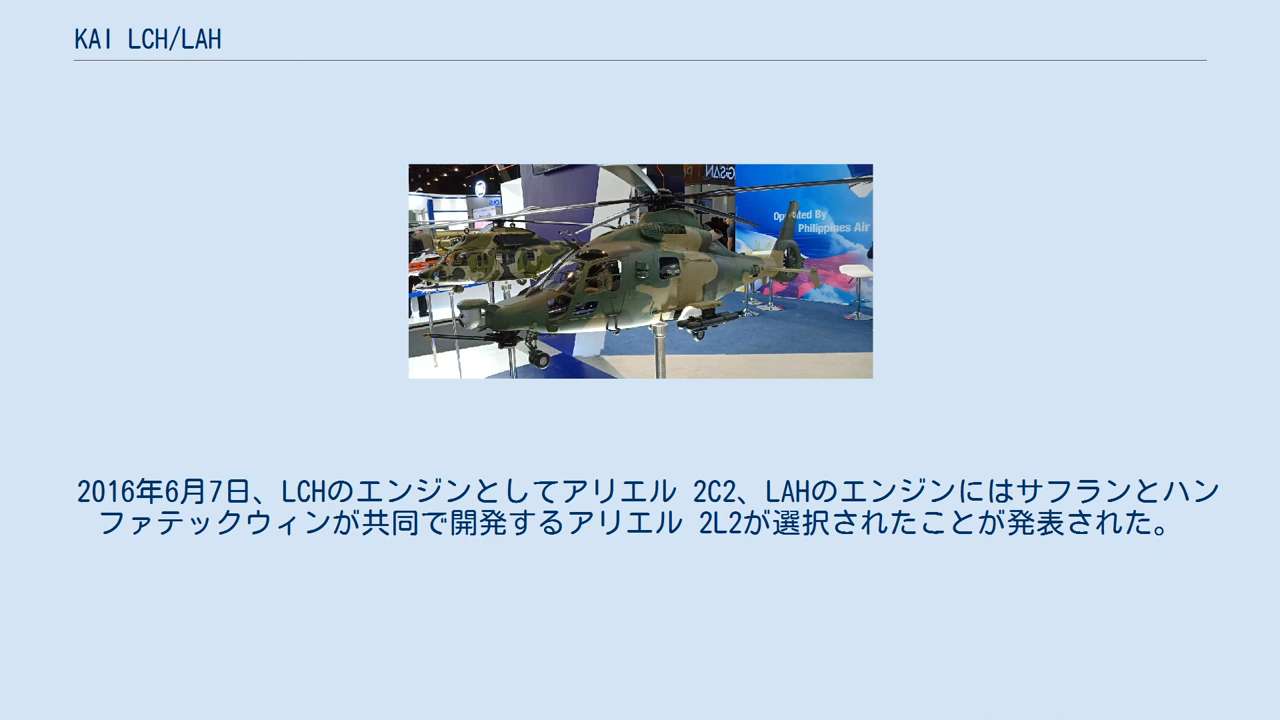 KAI LCH/LAH
Operated By
Philippines Air
2016年6月7日、LCHのエンジンとしてアリエル 2C2、LAHのエンジンにはサフランとハン
ファテックウィンが共同で開発するアリエル 2L2が選択されたことが発表された。